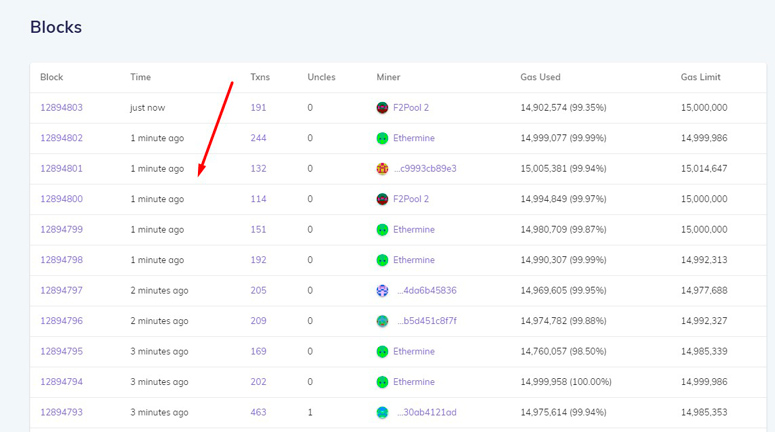 Blocks
Block Time Txns Uncles Miner Gas Used Gas Limit
12894803 just now 191 0 F2Pool 2 14,902,574 (99.35%) 15,000,000
12894802 1 minute ago 244 0 Ethermine 14,999,077 (99.99%) 14,999,986
12894801 1 minute ago 132 0 ...c9993cb89e3 15,005,381 (99.94%) 15,014,647
12894800 1 minute ago 114 0 F2Pool 2 14,994,849 (99.97%) 15,000,000
12894799 1 minute ago 151 0 Ethermine 14,980,709 (99.87%) 15,000,000
12894798 1 minute ago 192 0 Ethermine 14,990,307 (99.99%) 14,992,313
12894797 2 minutes ago 205 0 ...4da6b45836 14,969,605 (99.95%) 14,977,688
12894796 2 minutes ago 209 0 ...b5d451c8f7f 14,974,782 (99.88%) 14,992,327
12894795 3 minutes ago 169 0 Ethermine 14,760,057 (98.50%) 14,985,339
12894794 3 minutes ago 202 0 Ethermine 14,999,958 (100.00%) 14,999,986
12894793 3 minutes ago 463 1 ...30ab4121ad 14,975,614 (99.94%) 14,985,353